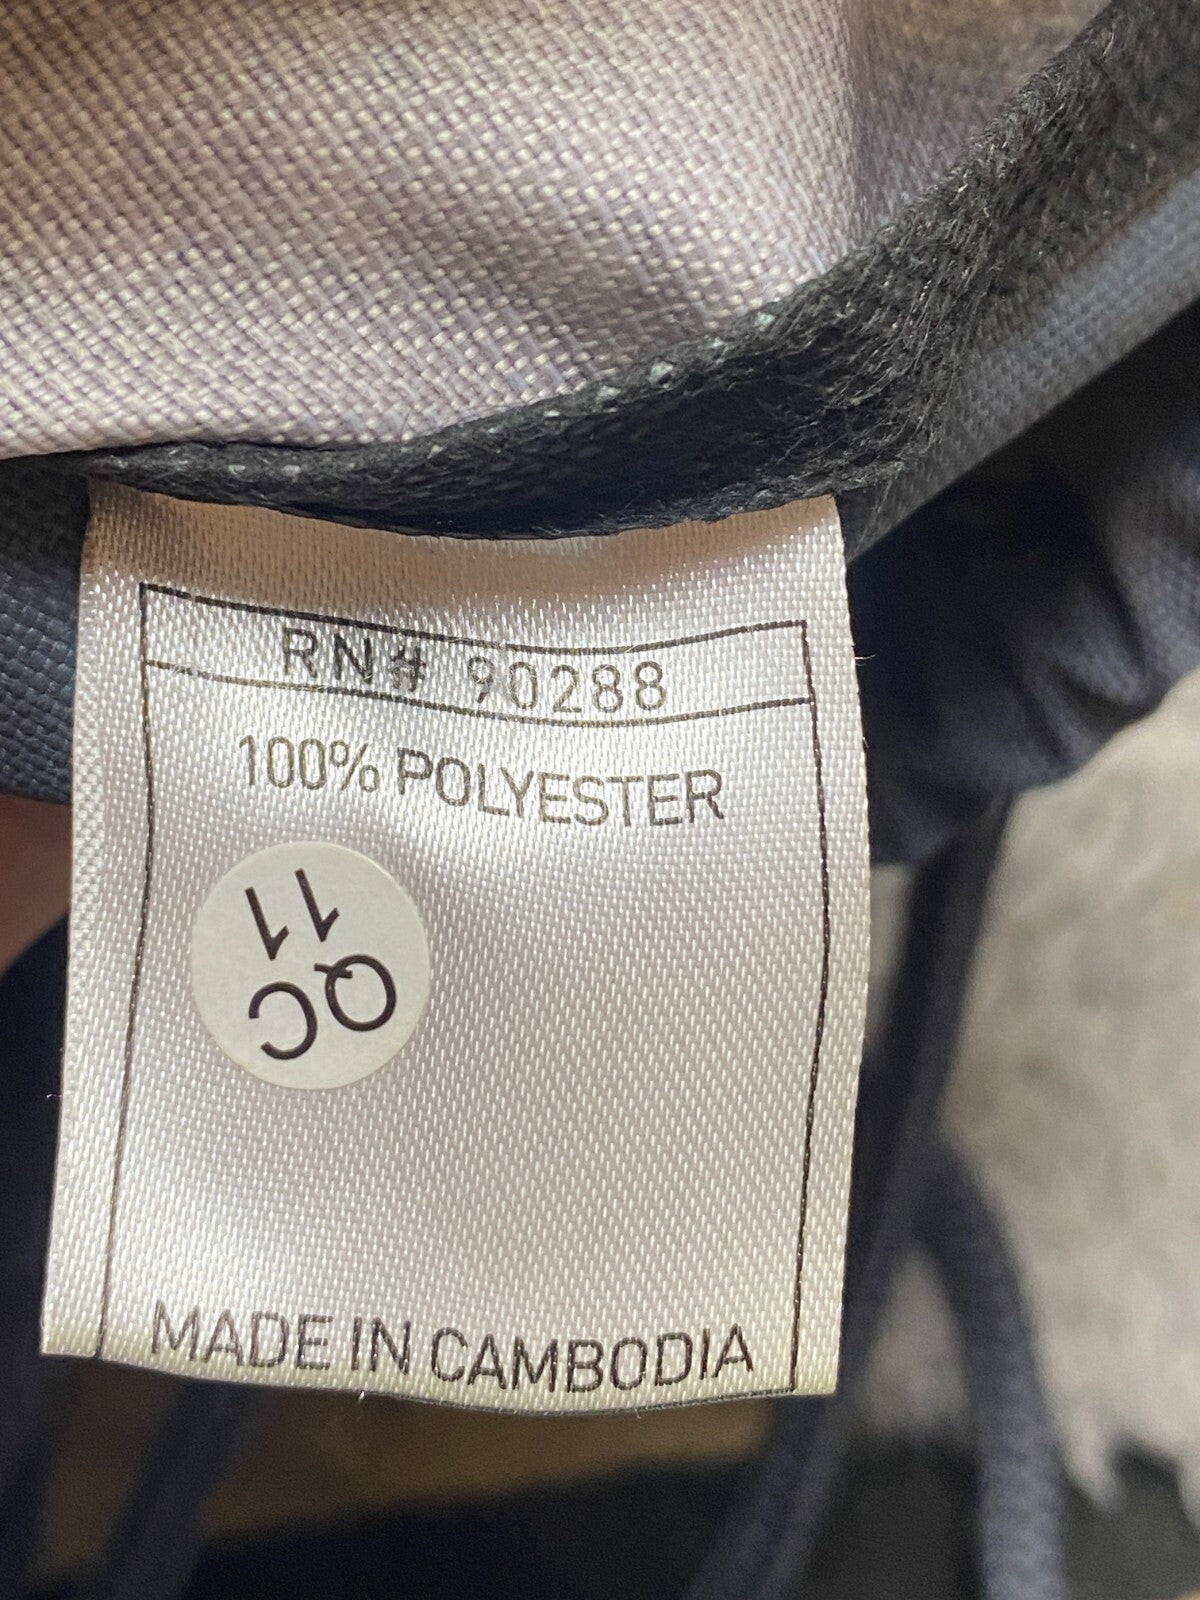 RN# 90288
100% POLYESTER
QC
11
MADE IN CAMBODIA